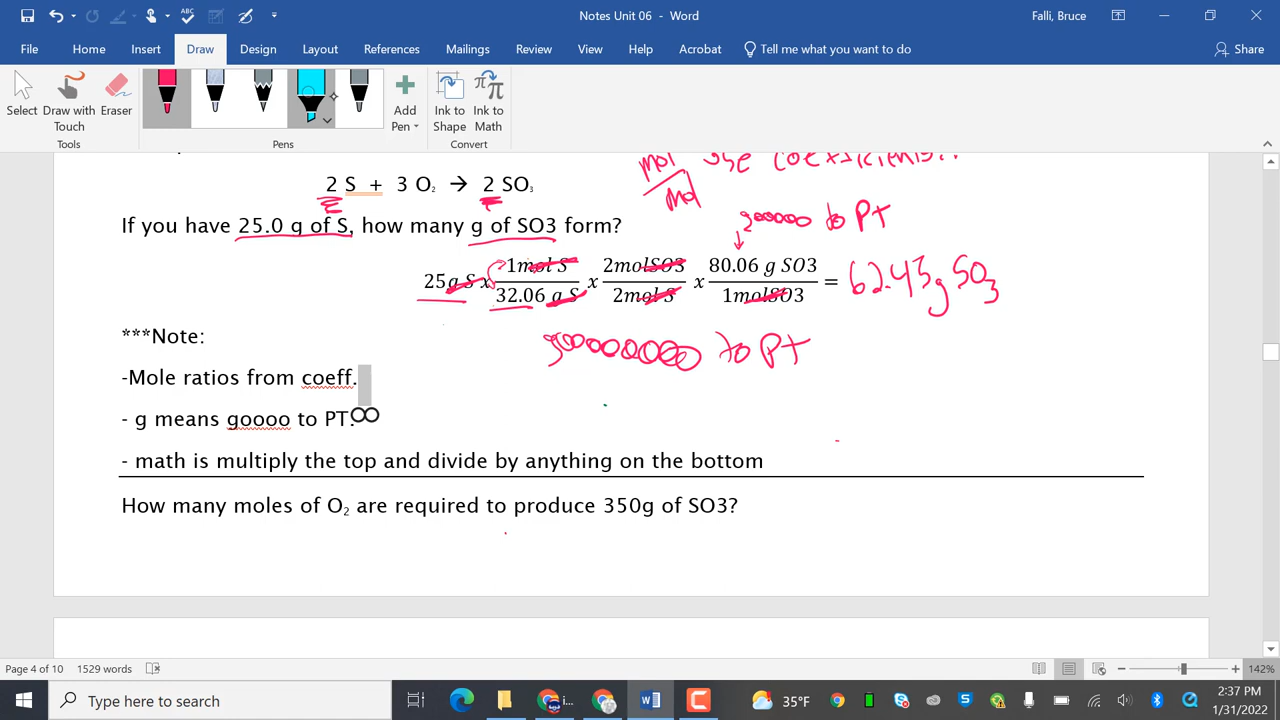 Notes Unit 06 - Word
Falli, Bruce
File Home Insert Draw Design Layout References Mailings Review View Help Acrobat Tell me what you want to do Share
Select Draw with Touch Eraser Add Pen Ink to Shape Ink to Math
Tools Pens Convert
mol use coefficients!!
mol
2 S + 3 O₂ → 2 SO₃
gooooo to PT
If you have 25.0 g of S, how many g of SO3 form?
25g S x 1mol S / 32.06 g S x 2molSO3 / 2mol S x 80.06 g SO3 / 1molSO3 = 62.43g SO3
gooooooooo to PT
***Note:
-Mole ratios from coeff.
- g means goooo to PT.
- math is multiply the top and divide by anything on the bottom
How many moles of O₂ are required to produce 350g of SO3?
Page 4 of 10 1529 words 142%
Type here to search
35°F
2:37 PM
1/31/2022